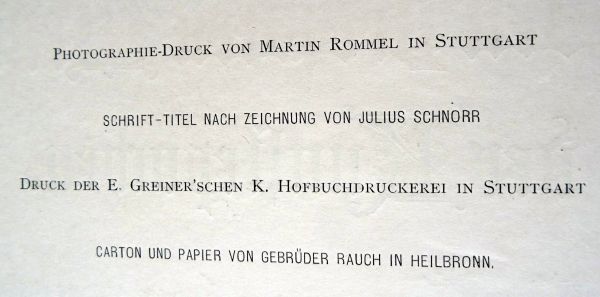 PHOTOGRAPHIE-DRUCK VON MARTIN ROMMEL IN STUTTGART
SCHRIFT-TITEL NACH ZEICHNUNG VON JULIUS SCHNORR
DRUCK DER E. GREINER'SCHEN K. HOFBUCHDRUCKEREI IN STUTTGART
CARTON UND PAPIER VON GEBRÜDER RAUCH IN HEILBRONN.